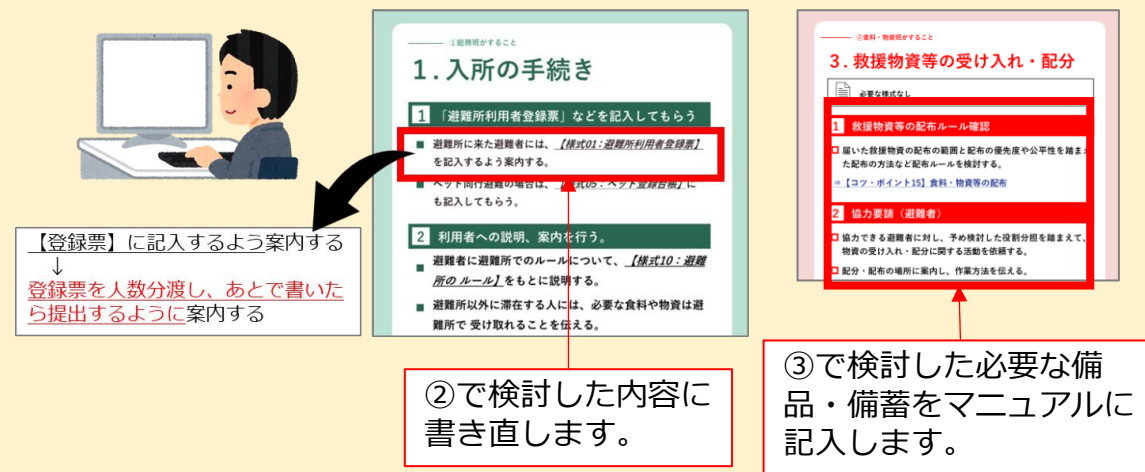 ①総務班がすること
1.入所の手続き
1 「避難所利用者登録票」などを記入してもらう
■ 避難所に来た避難者には、【様式01:避難所利用者登録票】
を記入するよう案内する。
■ ペット同行避難の場合は、【様式05:ペット登録台帳】に
も記入してもらう。
2 利用者への説明、案内を行う。
■ 避難者に避難所でのルールについて、【様式10:避難
所の ルール】をもとに説明する。
■ 避難所以外に滞在する人には、必要な食料や物資は避
難所で 受け取れることを伝える。
【登録票】に記入するよう案内する
↓
登録票を人数分渡し、あとで書いた
ら提出するように案内する
②で検討した内容に
書き直します。
がすること
3.救援物資等の受け入れ・配分
必要な様式なし
1 救援物資等の配布ルール確認
□ 届いた救援物資の配布の範囲と配布の優先度や公平性を踏まえ
た配布の方法など配布ルールを検討する。
⇒【コツ・ポイント15】食料・物資等の配布
2 協力要請(避難者)
□ 協力できる避難者に対し、予め検討した役割分担を踏まえて、
物資の受け入れ・配分に関する活動を依頼する。
□ 配分・配布の場所に案内し、作業方法を伝える。
③で検討した必要な備
品・備蓄をマニュアルに
記入します。